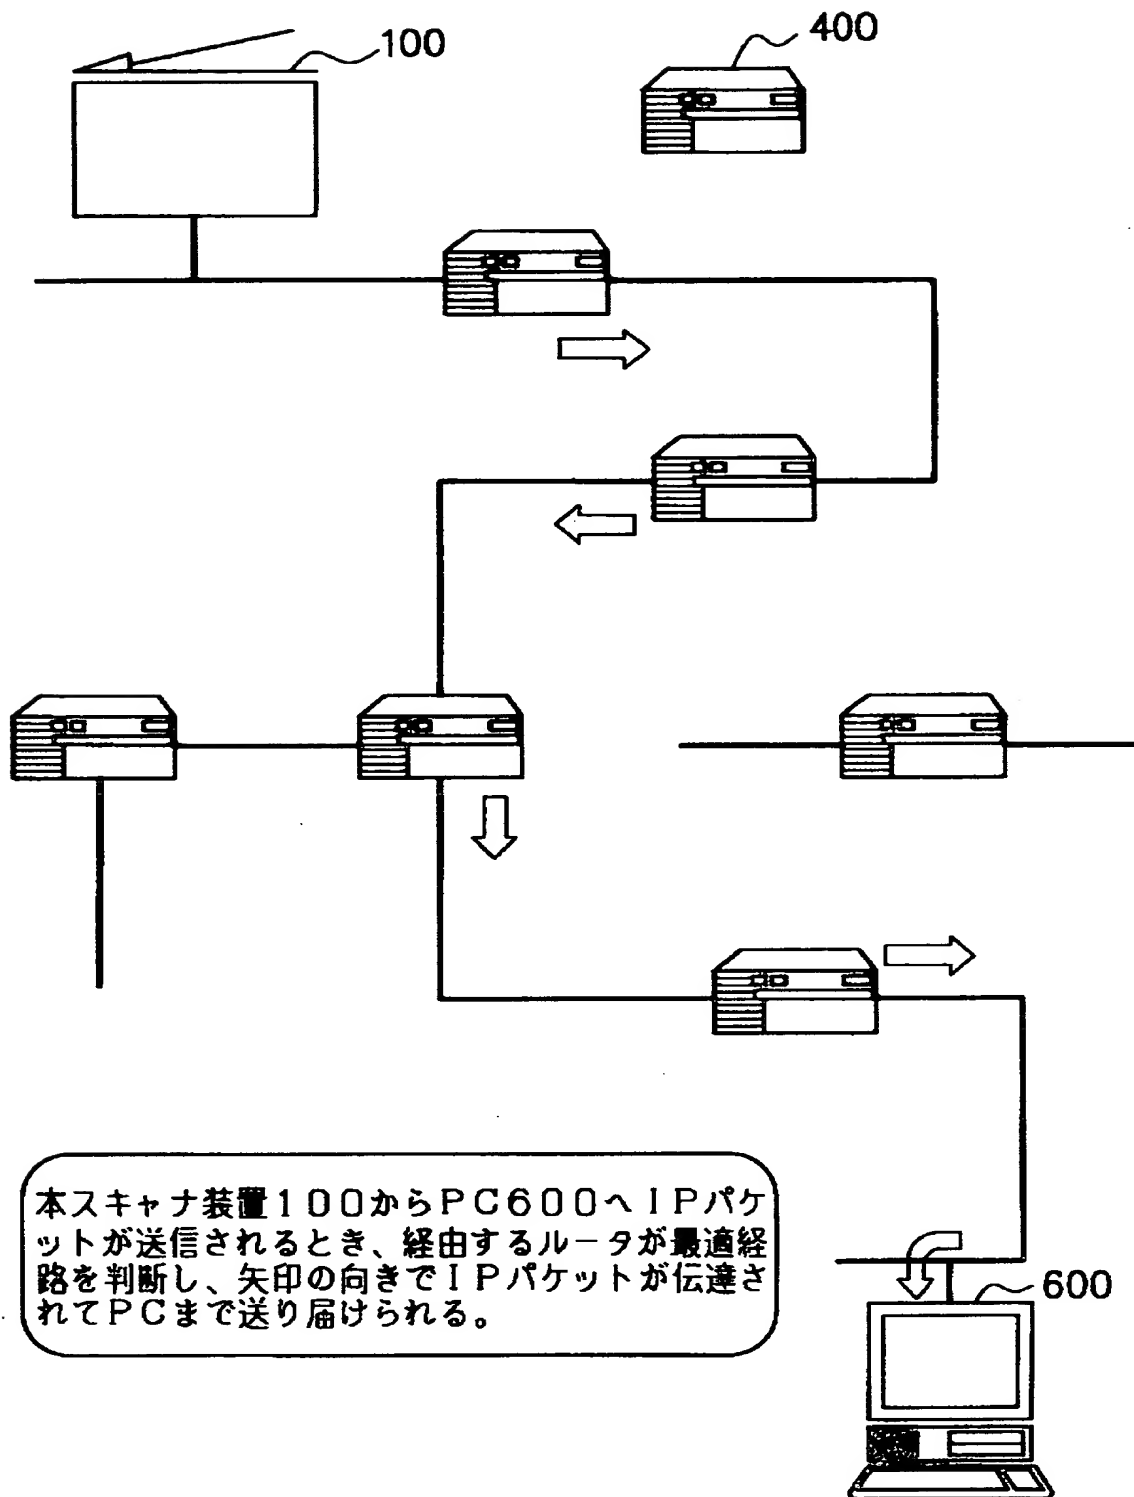 100
400
本スキャナ装置１００からＰＣ６００へＩＰパケ
ットが送信されるとき、経由するルータが最適経
路を判断し、矢印の向きでＩＰパケットが伝達さ
れてＰＣまで送り届けられる。
600